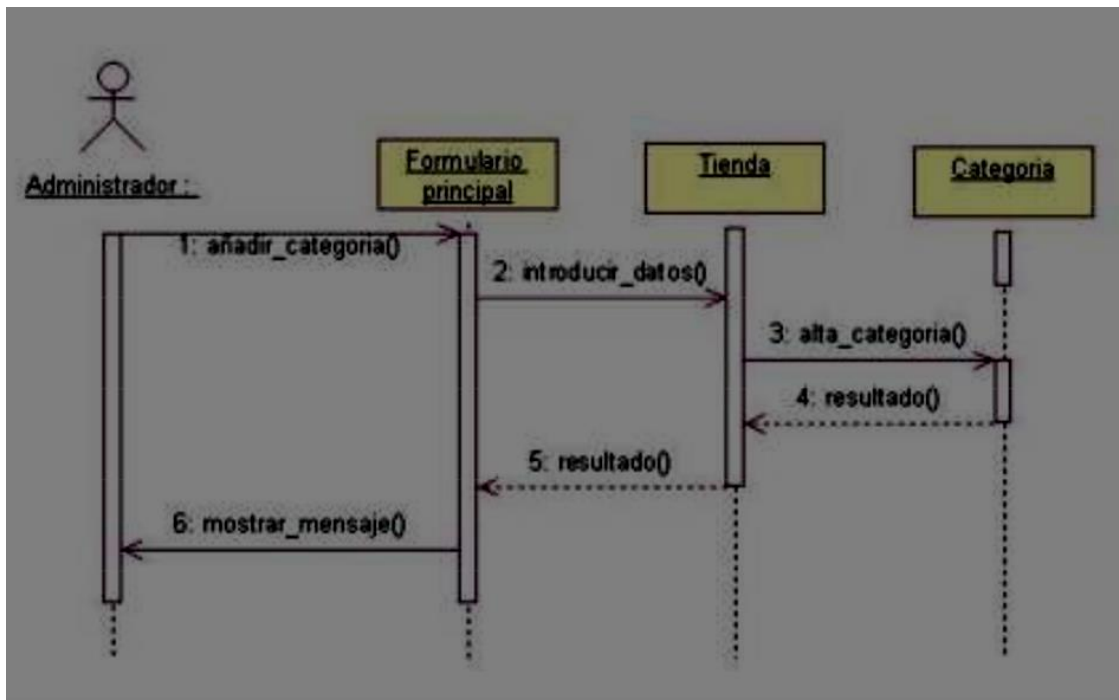 Administrador : 
Formulario
principal
Tienda
Categoria
1: añadir_categoria()
2: introducir_datos()
3: alta_categoria()
4: resultado()
5: resultado()
6: mostrar_mensaje()